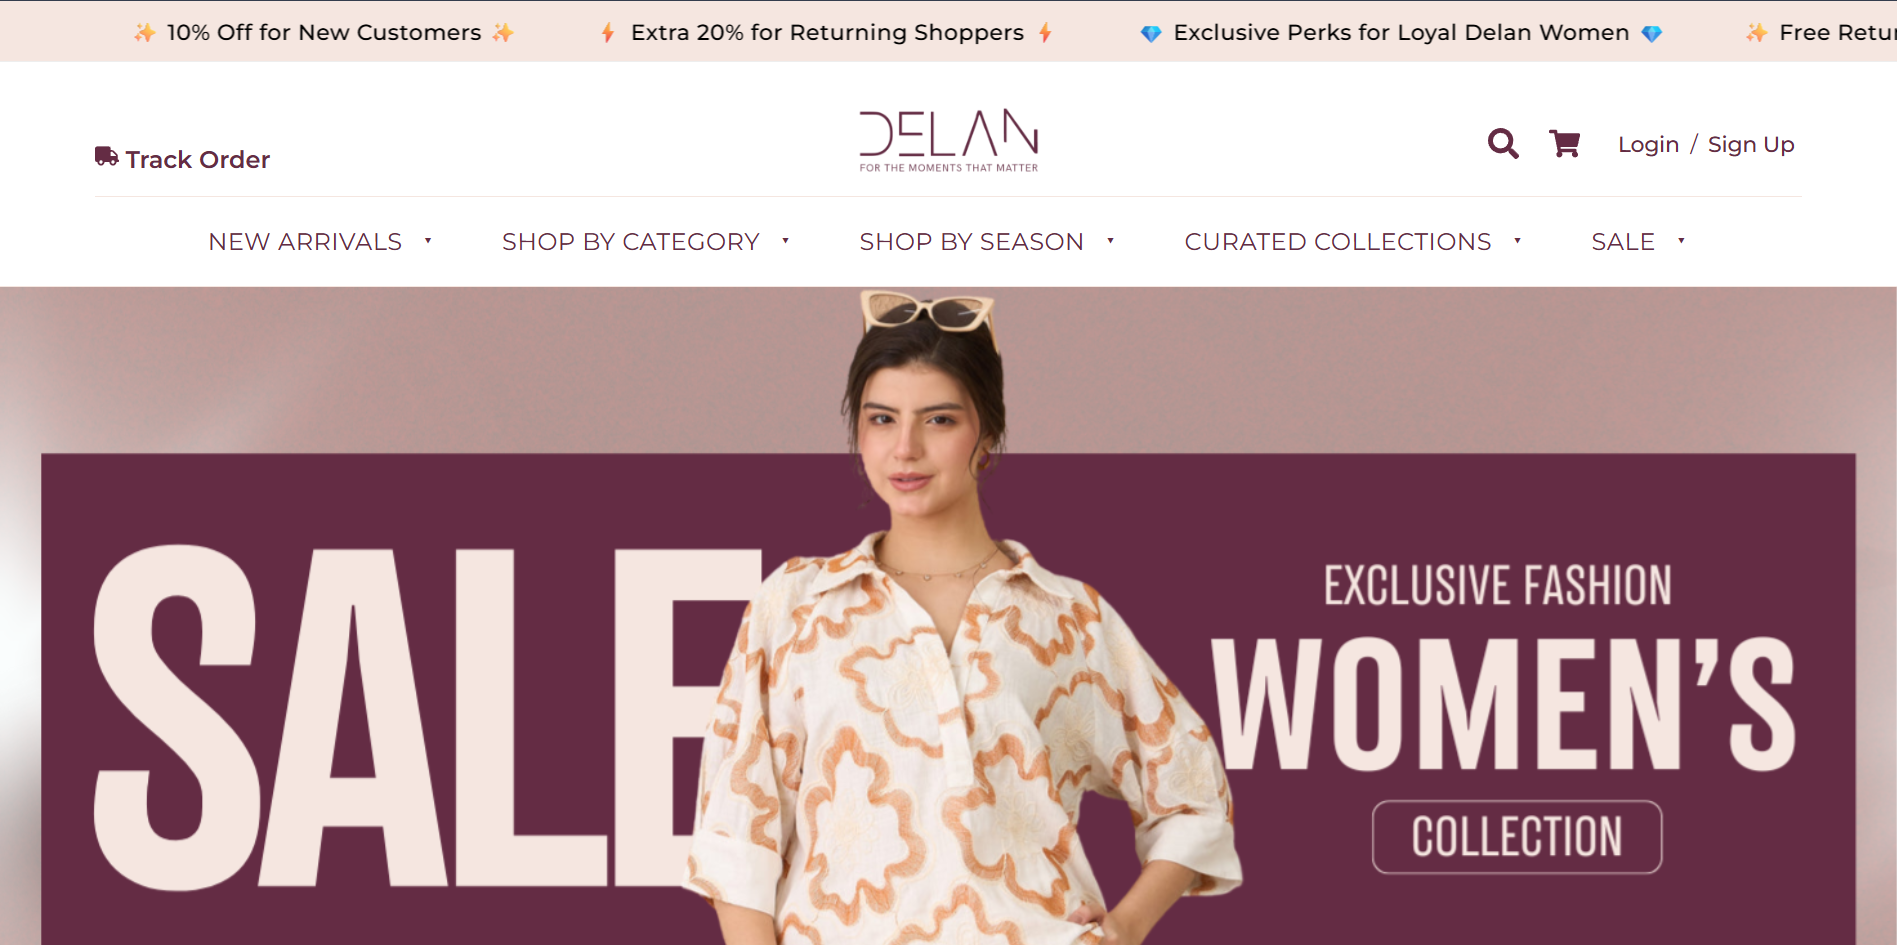 ✨ 10% Off for New Customers ✨ ⚡ Extra 20% for Returning Shoppers ⚡ 💎 Exclusive Perks for Loyal Delan Women 💎 ✨ Free
Track Order
DELAN
FOR THE MOMENTS THAT MATTER
Login / Sign Up
NEW ARRIVALS ▾ SHOP BY CATEGORY ▾ SHOP BY SEASON ▾ CURATED COLLECTIONS ▾ SALE ▾
SALE
EXCLUSIVE FASHION
WOMEN'S
COLLECTION